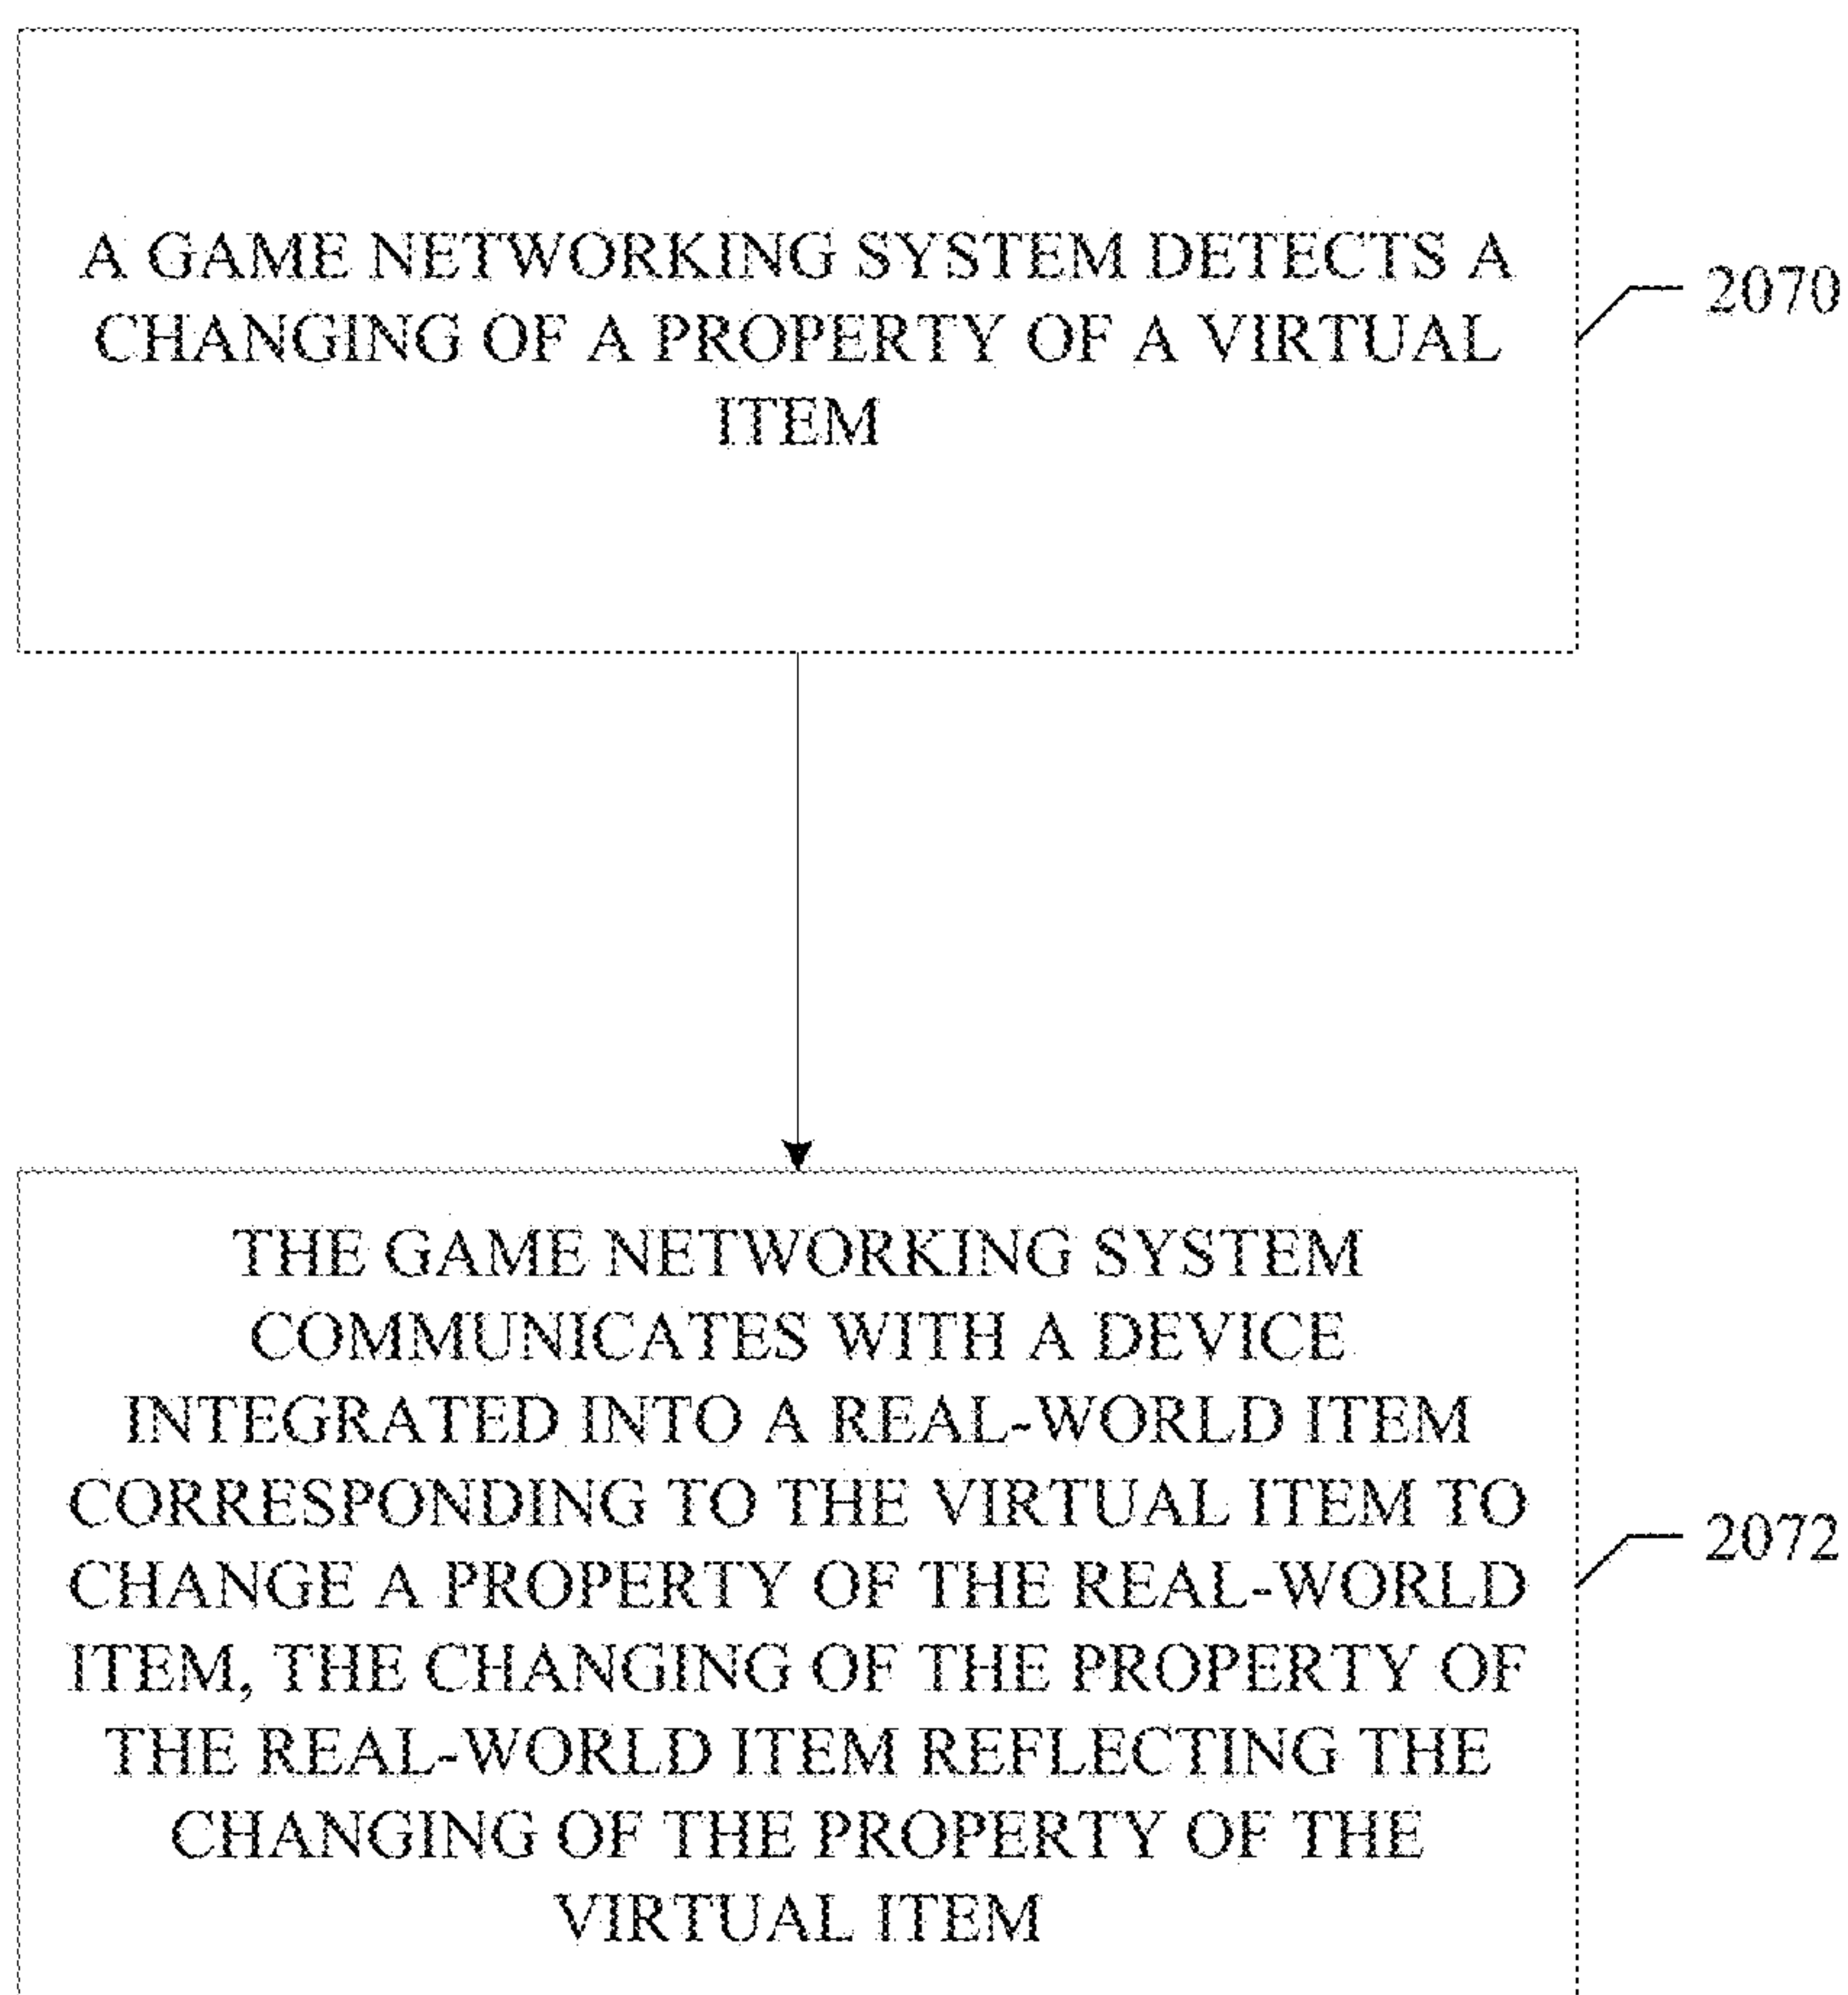 A GAME NETWORKING SYSTEM DETECTS A
CHANGING OF A PROPERTY OF A VIRTUAL
ITEM
2070
THE GAME NETWORKING SYSTEM
COMMUNICATES WITH A DEVICE
INTEGRATED INTO A REAL-WORLD ITEM
CORRESPONDING TO THE VIRTUAL ITEM TO
CHANGE A PROPERTY OF THE REAL-WORLD
ITEM, THE CHANGING OF THE PROPERTY OF
THE REAL-WORLD ITEM REFLECTING THE
CHANGING OF THE PROPERTY OF THE
VIRTUAL ITEM
2072